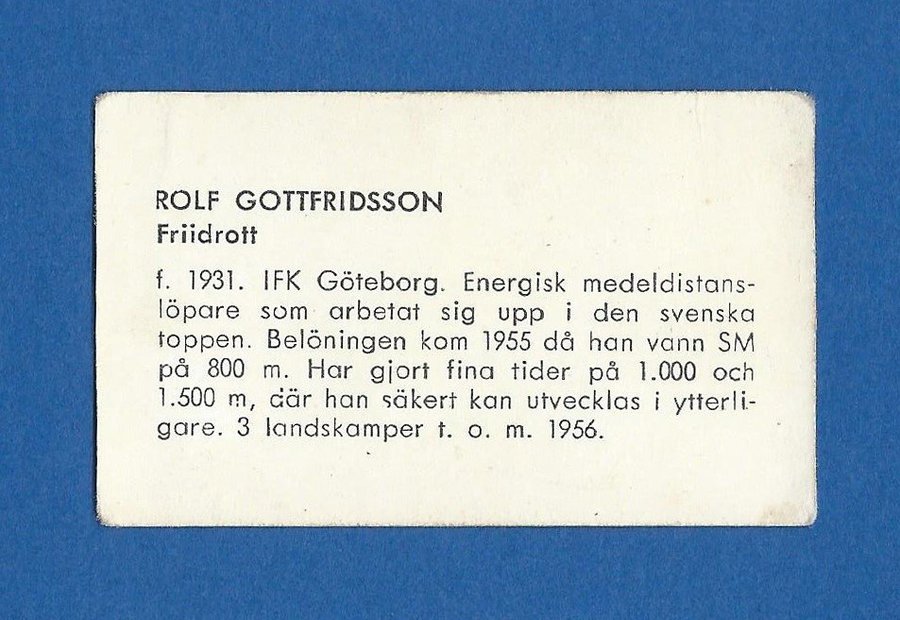 ROLF GOTTFRIDSSON
Friidrott
f. 1931. IFK Göteborg. Energisk medeldistans-
löpare som arbetat sig upp i den svenska
toppen. Belöningen kom 1955 då han vann SM
på 800 m. Har gjort fina tider på 1.000 och
1.500 m, där han säkert kan utvecklas i ytterli-
gare. 3 landskamper t. o. m. 1956.